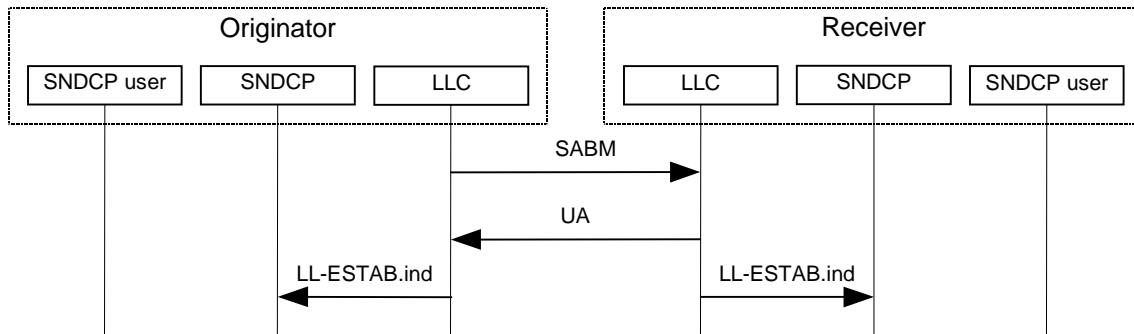 Originator
Receiver
SNDCP user
SNDCP
LLC
LLC
SNDCP
SNDCP user
SABM
UA
LL-ESTAB.ind
LL-ESTAB.ind